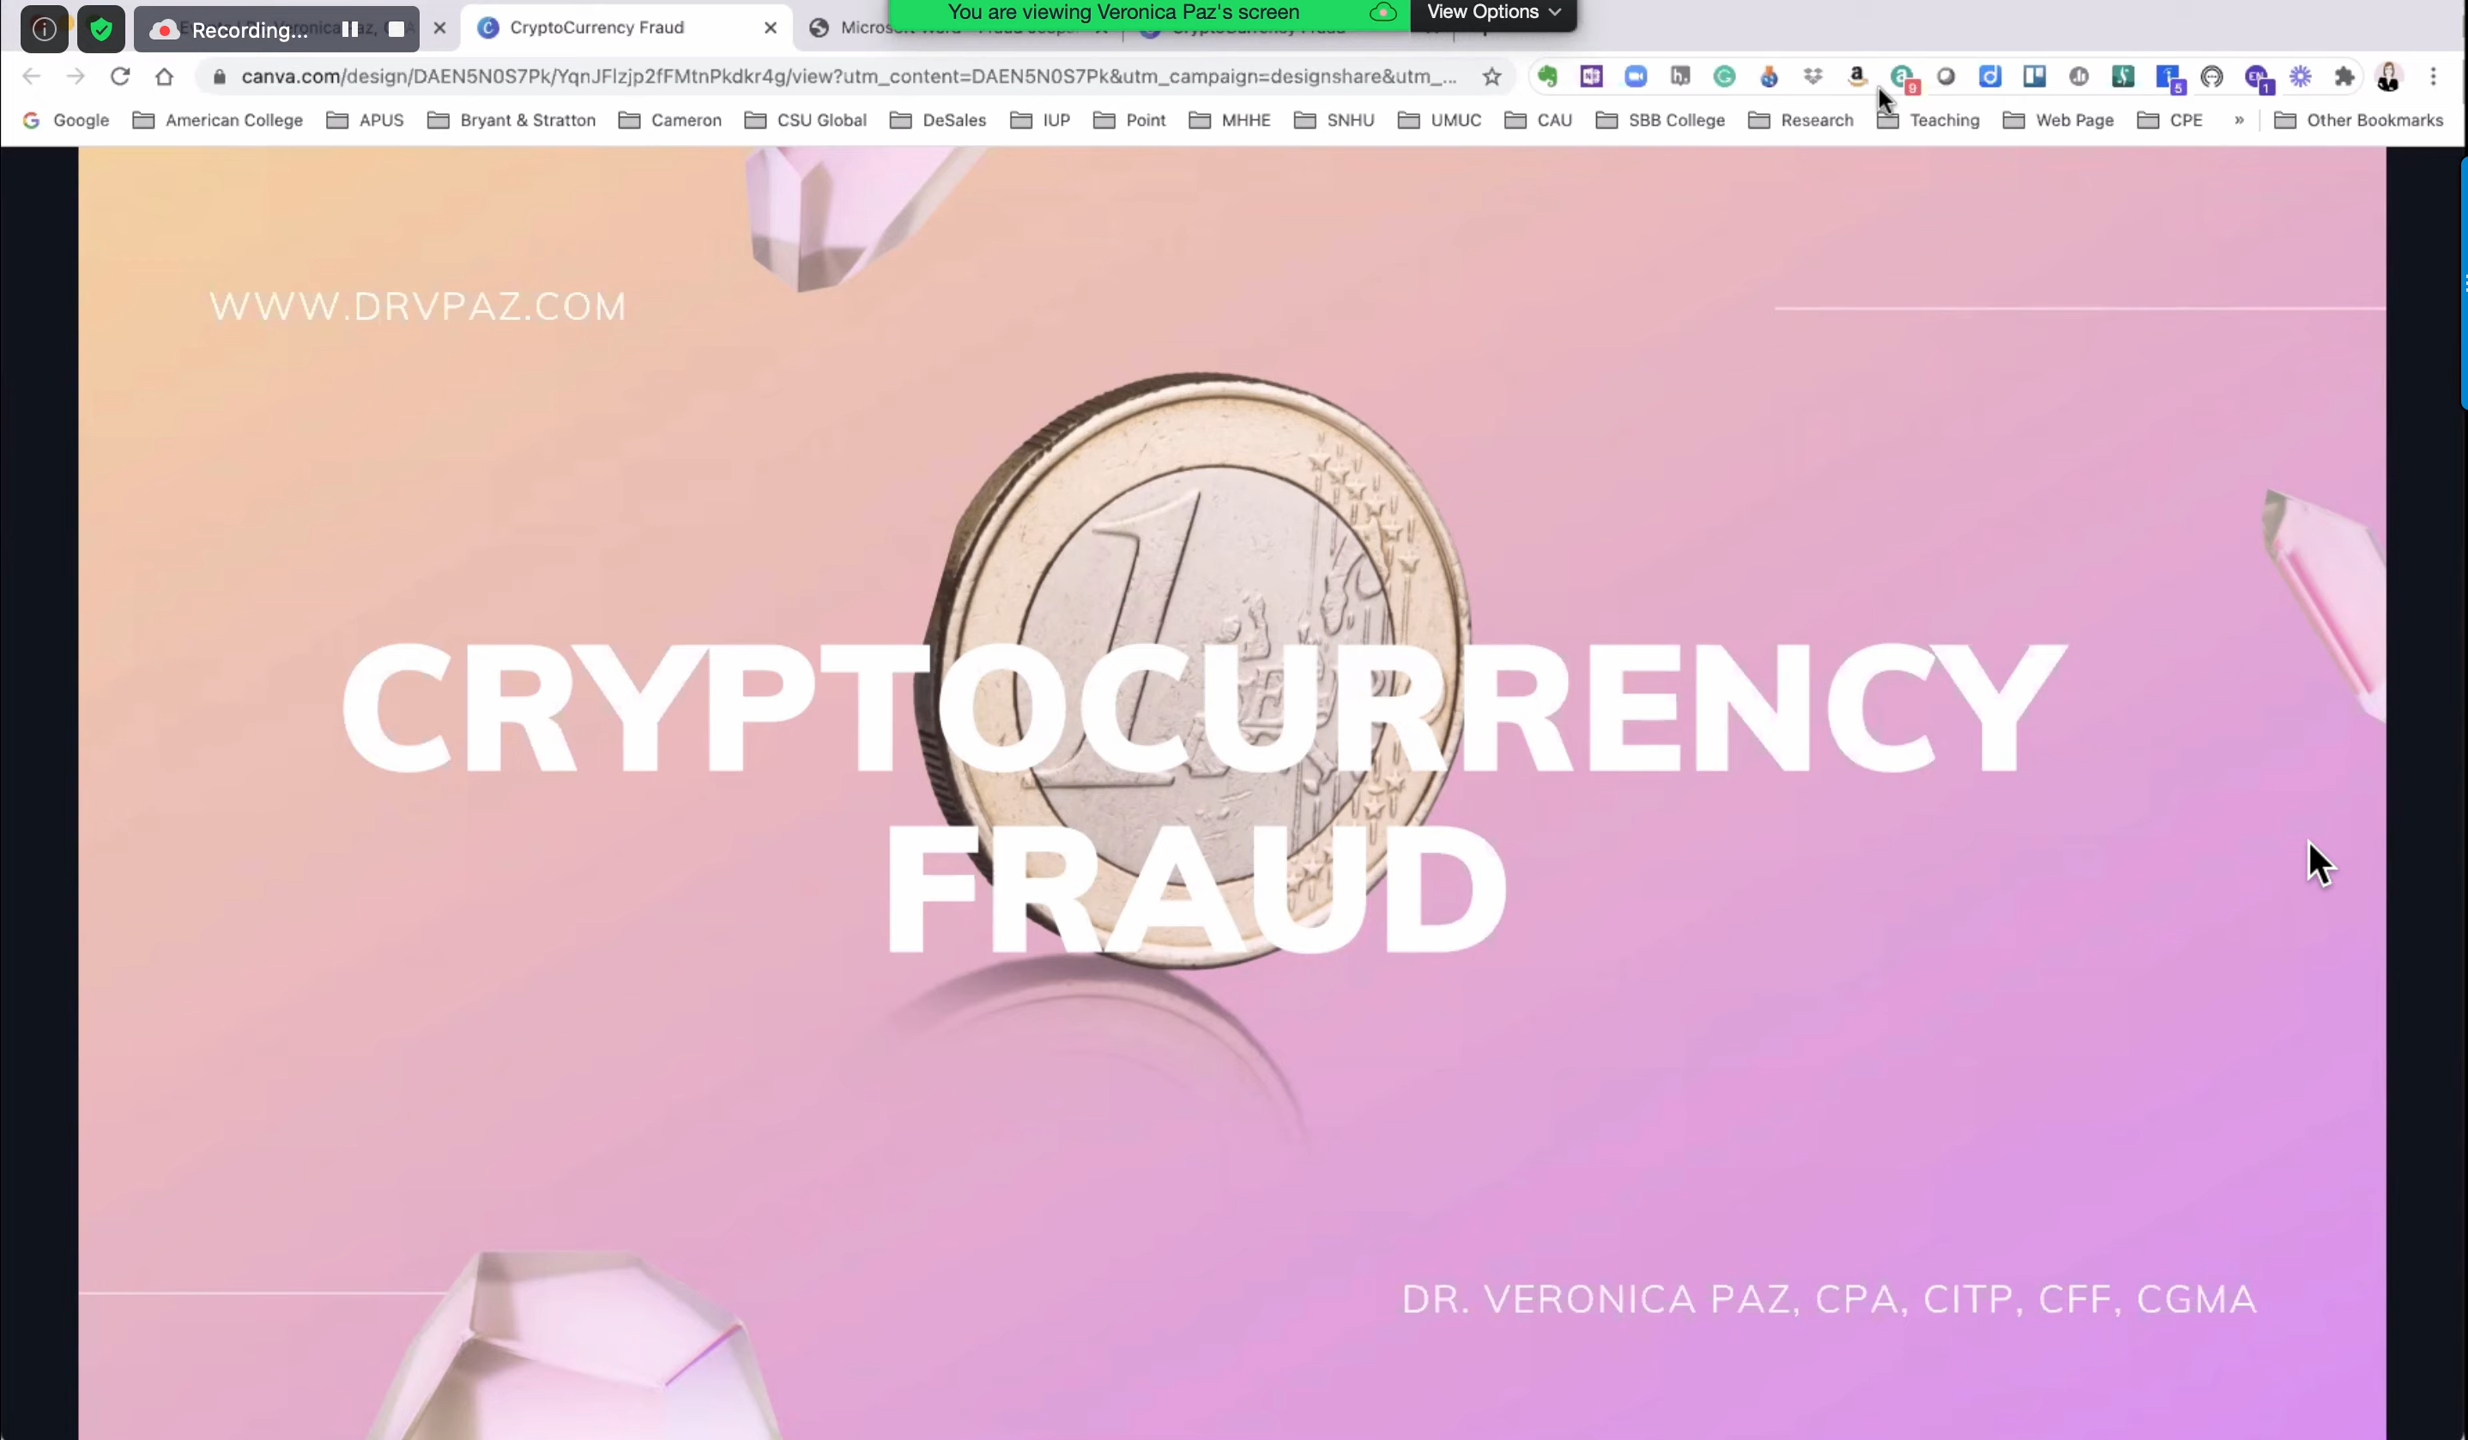 Recording...
CryptoCurrency Fraud
You are viewing Veronica Paz's screen
View Options
canva.com/design/DAEN5N0S7Pk/YqnJFlzjp2fFMtnPkdkr4g/view?utm_content=DAEN5N0S7Pk&utm_campaign=designshare&utm_...
Google American College APUS Bryant & Stratton Cameron CSU Global DeSales IUP Point MHHE SNHU UMUC CAU SBB College Research Teaching Web Page CPE » Other Bookmarks
WWW.DRVPAZ.COM
CRYPTOCURRENCY
FRAUD
DR. VERONICA PAZ, CPA, CITP, CFF, CGMA